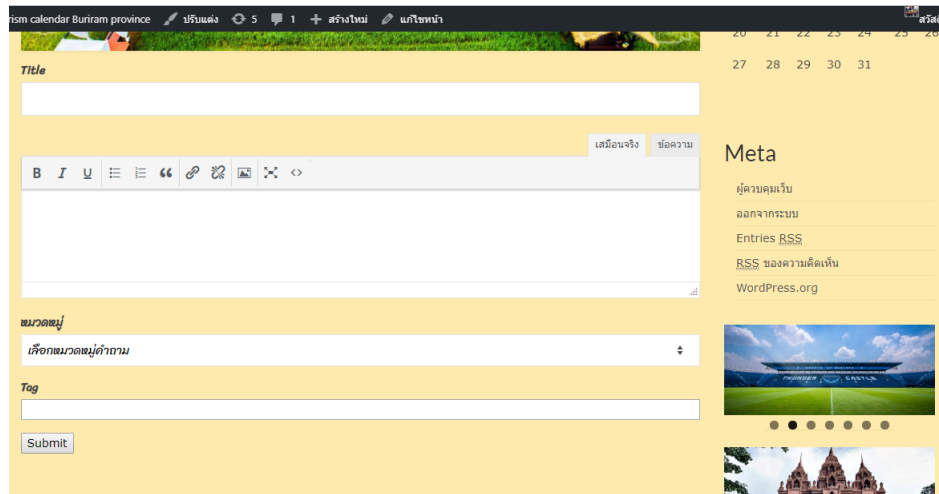 rism calendar Buriram province ปรับแต่ง 5 1 สร้างใหม่ แก้ไขหน้า
20 21 22 23 24 25 26
Title
27 28 29 30 31
เสมือนจริง ข้อความ
Meta
B I U
ผู้ควบคุมเว็บ
ออกจากระบบ
Entries RSS
RSS ของความคิดเห็น
WordPress.org
หมวดหมู่
เลือกหมวดหมู่คำถาม
THUNDER CASTLE
Tag
Submit